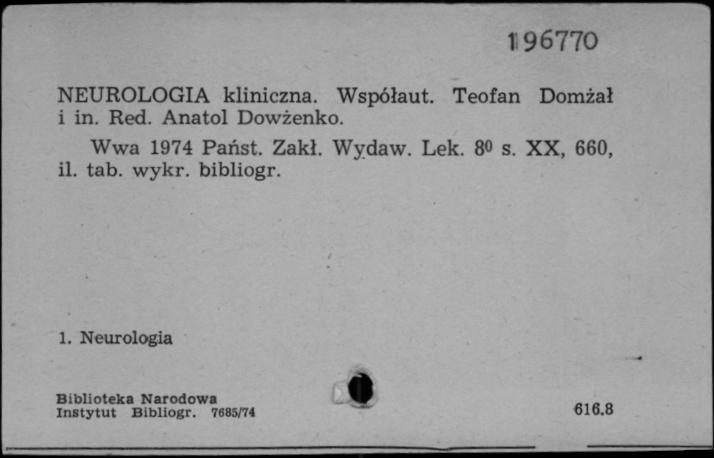 196770
NEUROLOGIA kliniczna. Współaut. Teofan Domżał
i in. Red. Anatol Dowżenko.
Wwa 1974 Państ. Zakł. Wydaw. Lek. 8⁰ s. XX, 660,
il. tab. wykr. bibliogr.
1. Neurologia
Biblioteka Narodowa
Instytut Bibliogr. 7685/74
616.8